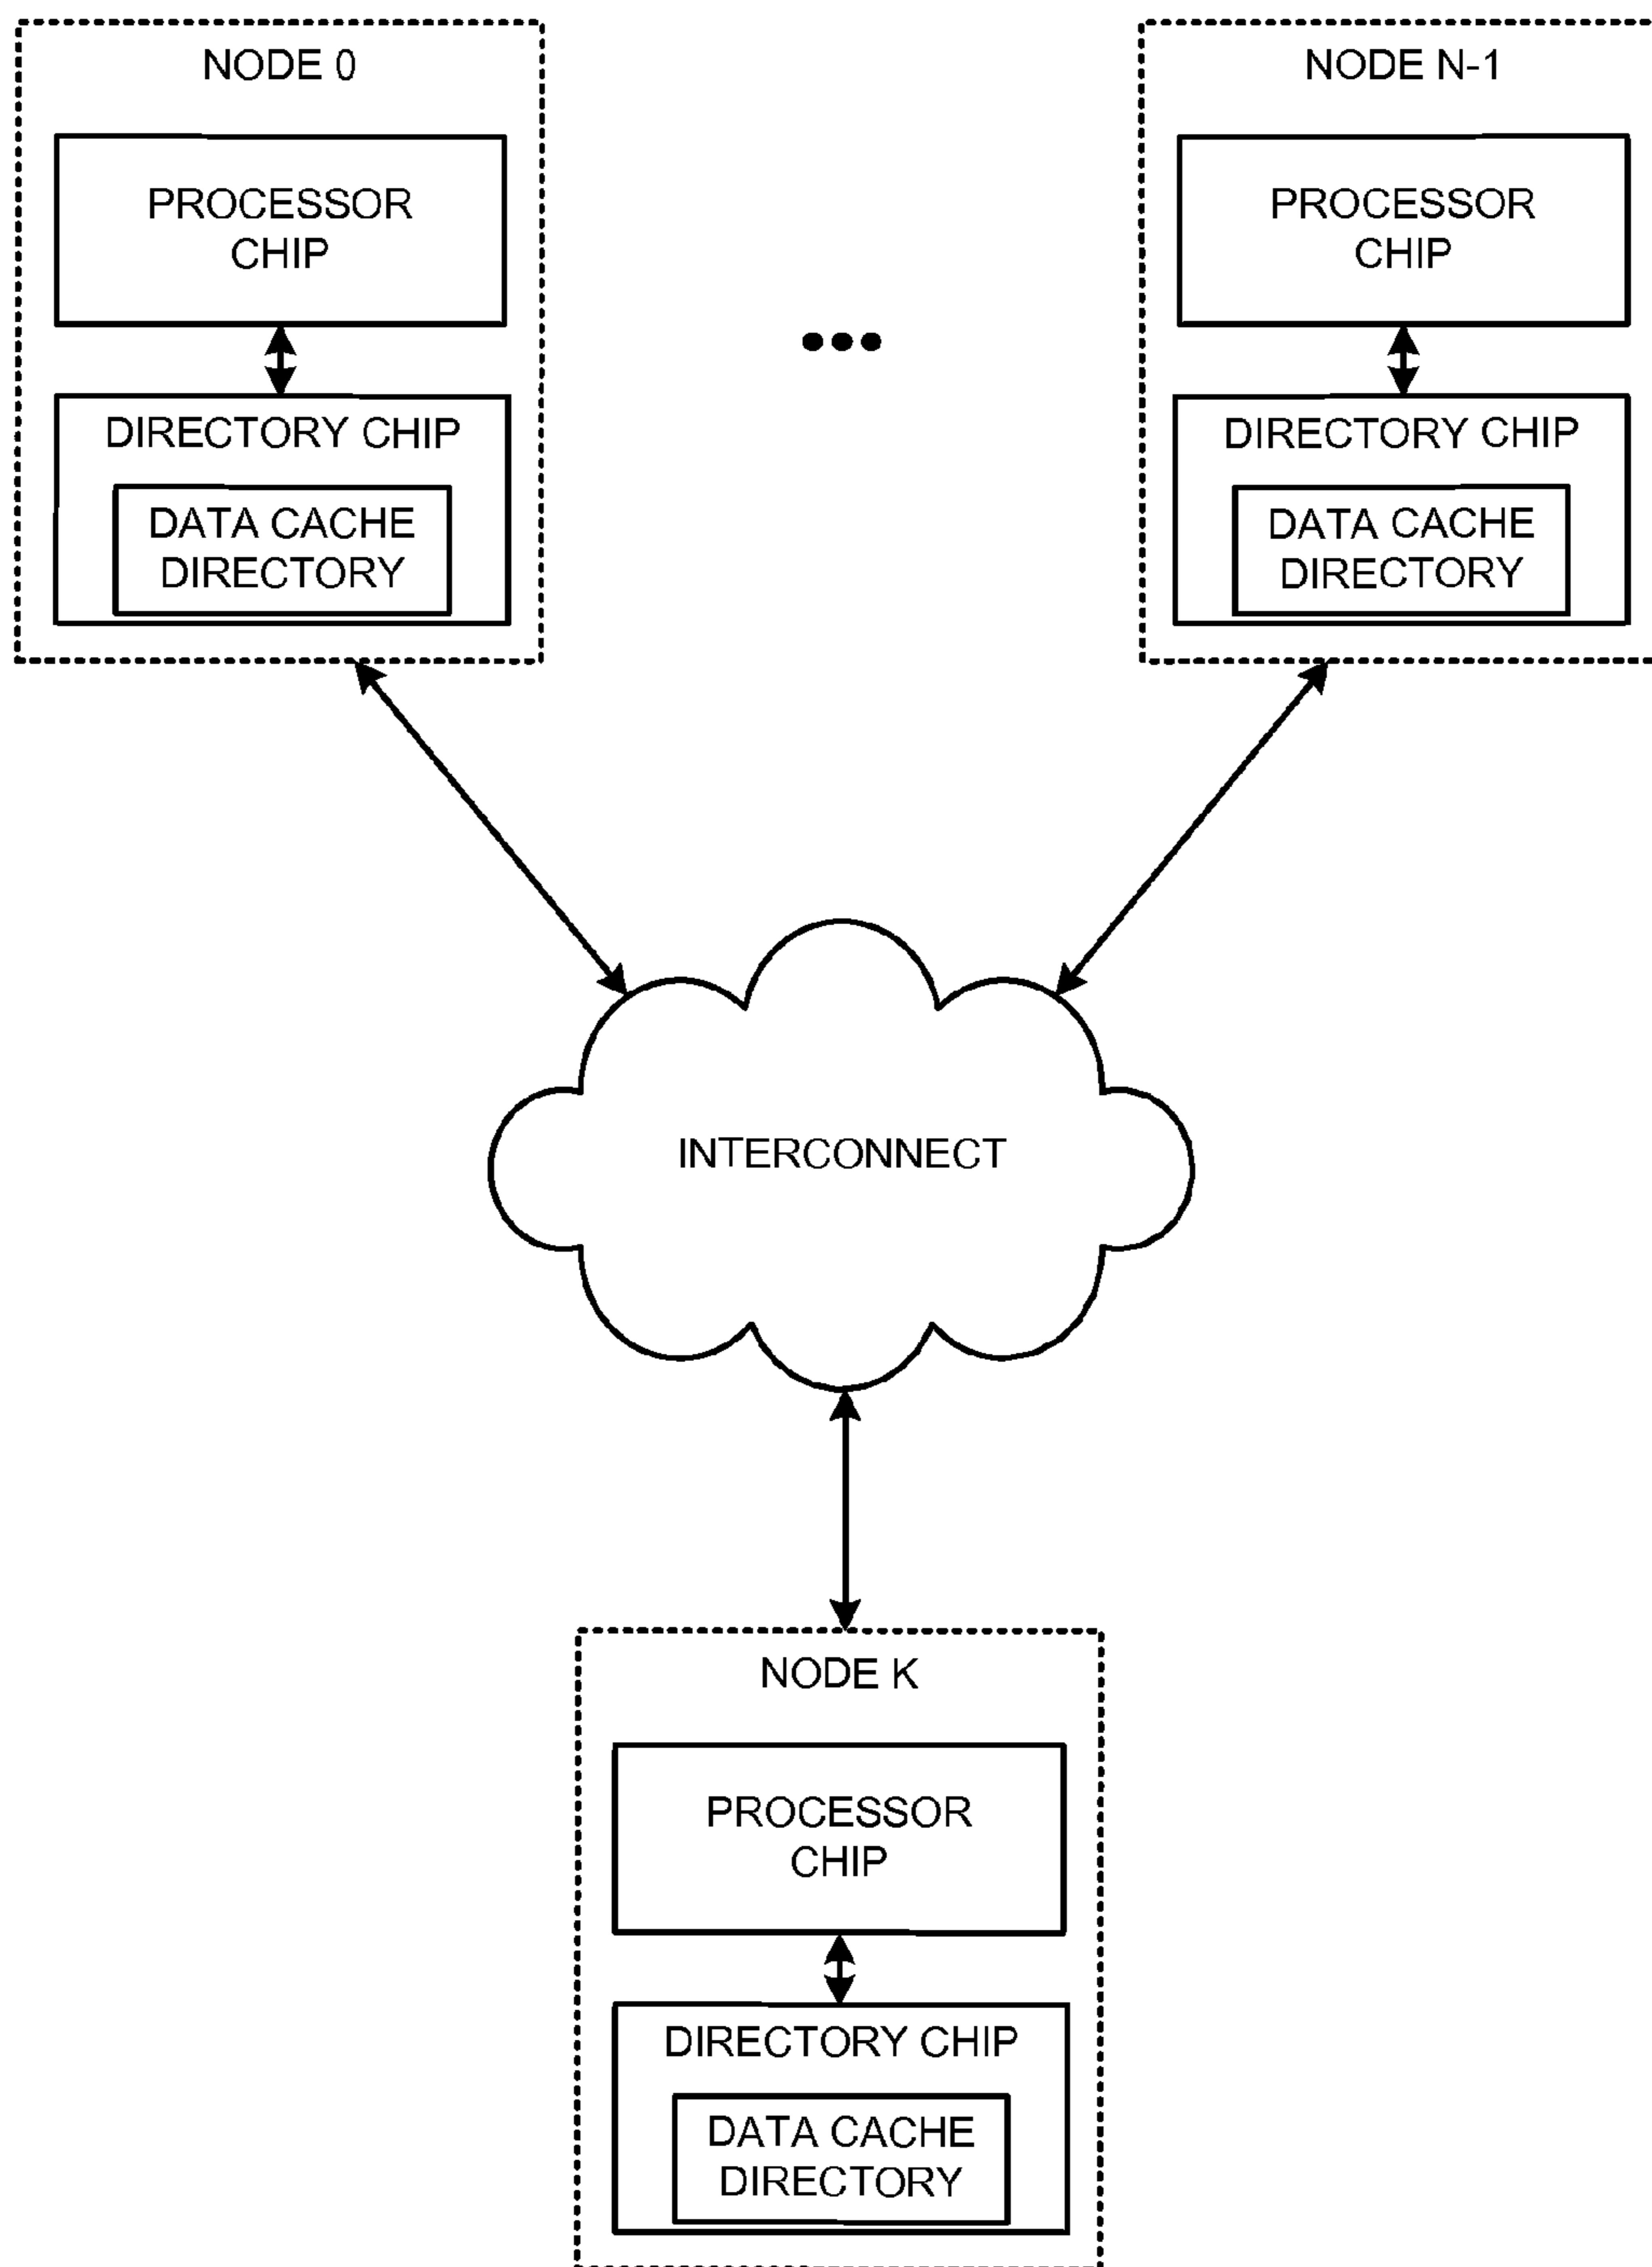 NODE 0
PROCESSOR
CHIP
DIRECTORY CHIP
DATA CACHE
DIRECTORY
NODE N-1
PROCESSOR
CHIP
DIRECTORY CHIP
DATA CACHE
DIRECTORY
INTERCONNECT
NODE K
PROCESSOR
CHIP
DIRECTORY CHIP
DATA CACHE
DIRECTORY